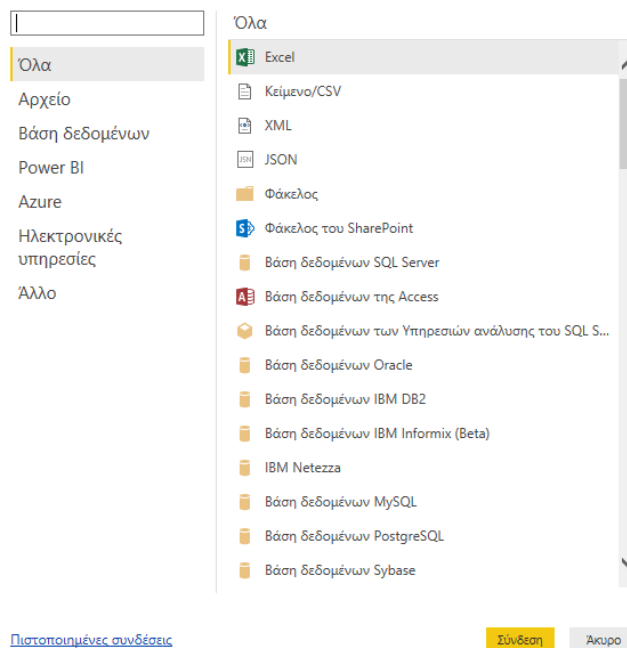 Όλα
Αρχείο
Βάση δεδομένων
Power BI
Azure
Ηλεκτρονικές
υπηρεσίες
Άλλο
Όλα
Excel
Κείμενο/CSV
XML
JSON
Φάκελος
Φάκελος του SharePoint
Βάση δεδομένων SQL Server
Βάση δεδομένων της Access
Βάση δεδομένων των Υπηρεσιών ανάλυσης του SQL S...
Βάση δεδομένων Oracle
Βάση δεδομένων IBM DB2
Βάση δεδομένων IBM Informix (Beta)
IBM Netezza
Βάση δεδομένων MySQL
Βάση δεδομένων PostgreSQL
Βάση δεδομένων Sybase
Πιστοποιημένες συνδέσεις
Σύνδεση
Άκυρο